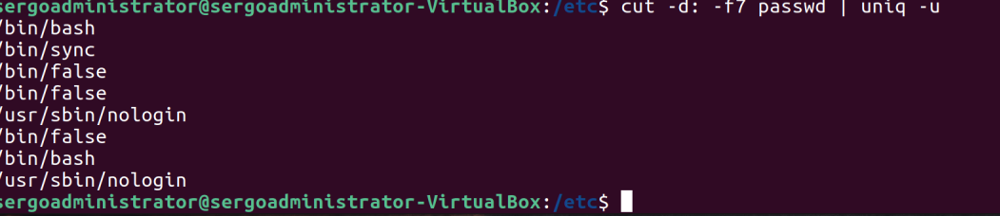 sergoadministrator@sergoadministrator-VirtualBox:/etc$ cut -d: -f7 passwd | uniq -u
/bin/bash
/bin/sync
/bin/false
/bin/false
/usr/sbin/nologin
/bin/false
/bin/bash
/usr/sbin/nologin
sergoadministrator@sergoadministrator-VirtualBox:/etc$